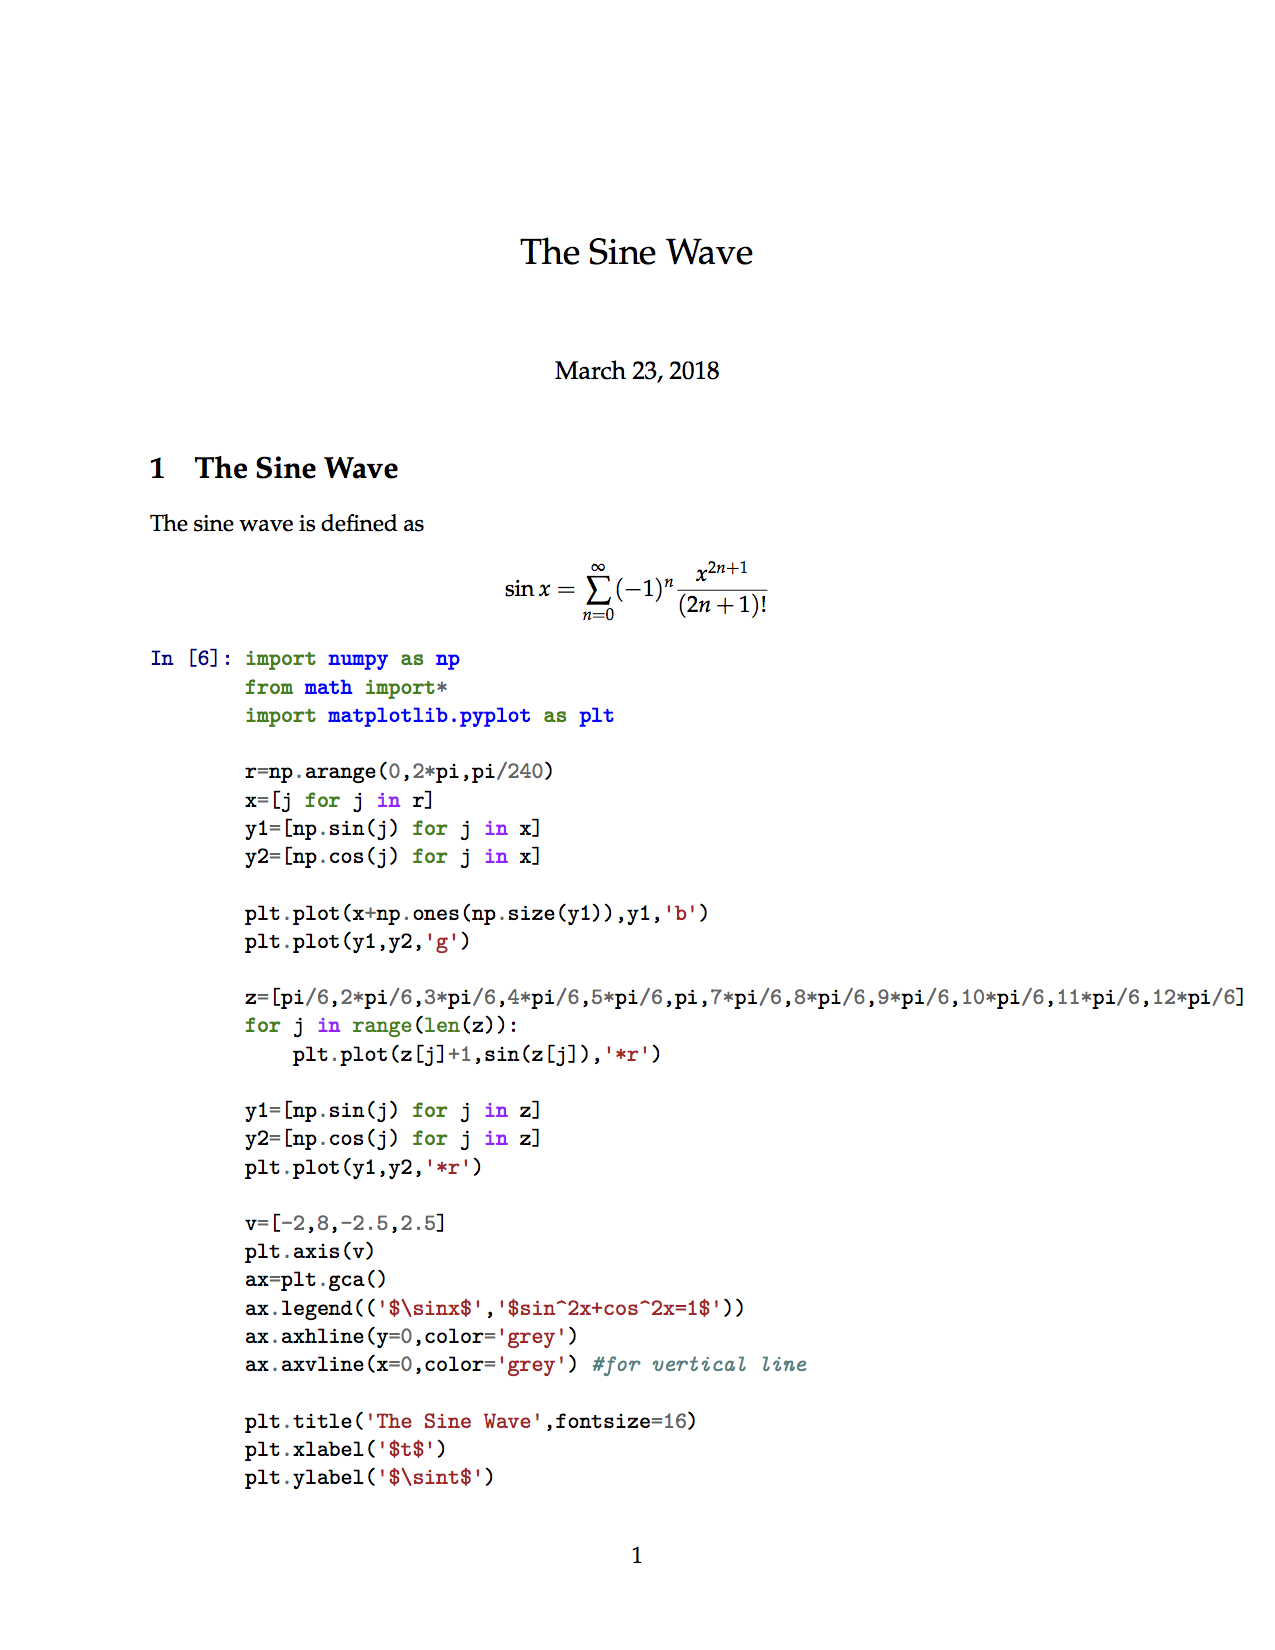 The Sine Wave
March 23, 2018
1 The Sine Wave
The sine wave is defined as
sin x = ∑_{n=0}^{∞} (−1)^n x^{2n+1} / (2n + 1)!
In [6]: import numpy as np
from math import*
import matplotlib.pyplot as plt
r=np.arange(0,2*pi,pi/240)
x=[j for j in r]
y1=[np.sin(j) for j in x]
y2=[np.cos(j) for j in x]
plt.plot(x+np.ones(np.size(y1)),y1,'b')
plt.plot(y1,y2,'g')
z=[pi/6,2*pi/6,3*pi/6,4*pi/6,5*pi/6,pi,7*pi/6,8*pi/6,9*pi/6,10*pi/6,11*pi/6,12*pi/6]
for j in range(len(z)):
    plt.plot(z[j]+1,sin(z[j]),'*r')
y1=[np.sin(j) for j in z]
y2=[np.cos(j) for j in z]
plt.plot(y1,y2,'*r')
v=[-2,8,-2.5,2.5]
plt.axis(v)
ax=plt.gca()
ax.legend(('$\sinx$','$sin^2x+cos^2x=1$'))
ax.axhline(y=0,color='grey')
ax.axvline(x=0,color='grey') #for vertical line
plt.title('The Sine Wave',fontsize=16)
plt.xlabel('$t$')
plt.ylabel('$\sint$')
1